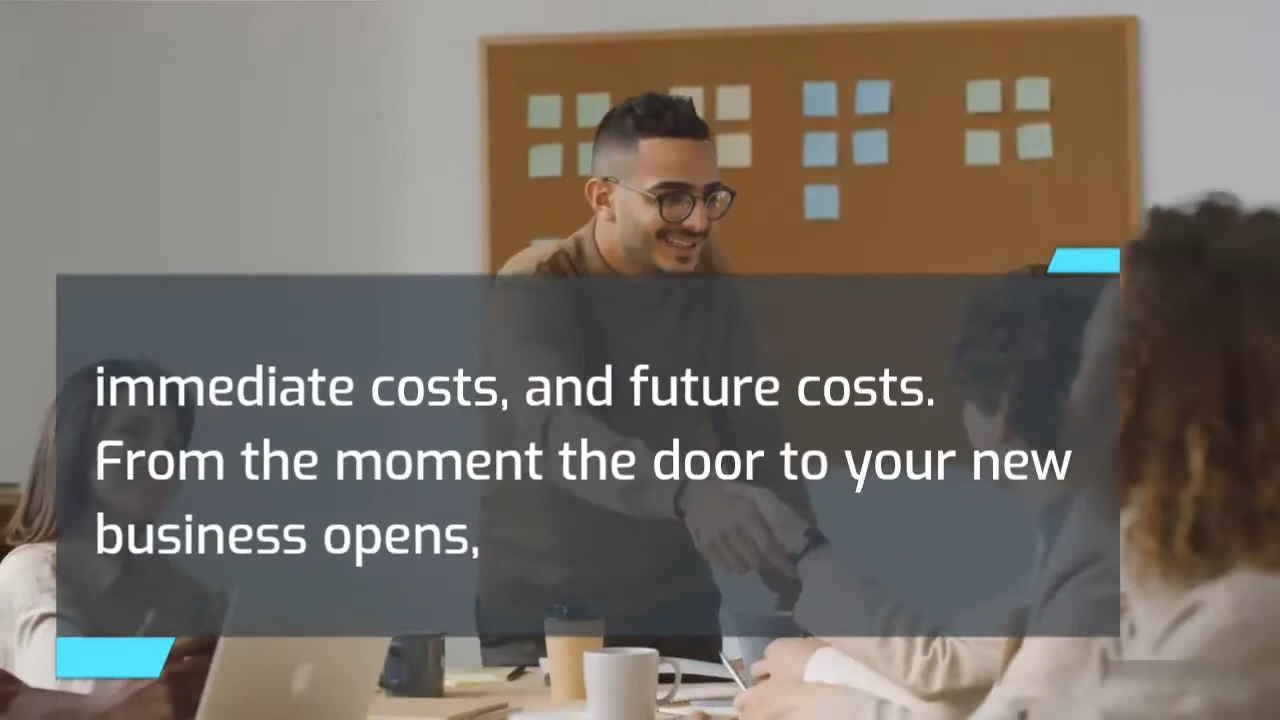 immediate costs, and future costs.
From the moment the door to your new
business opens,